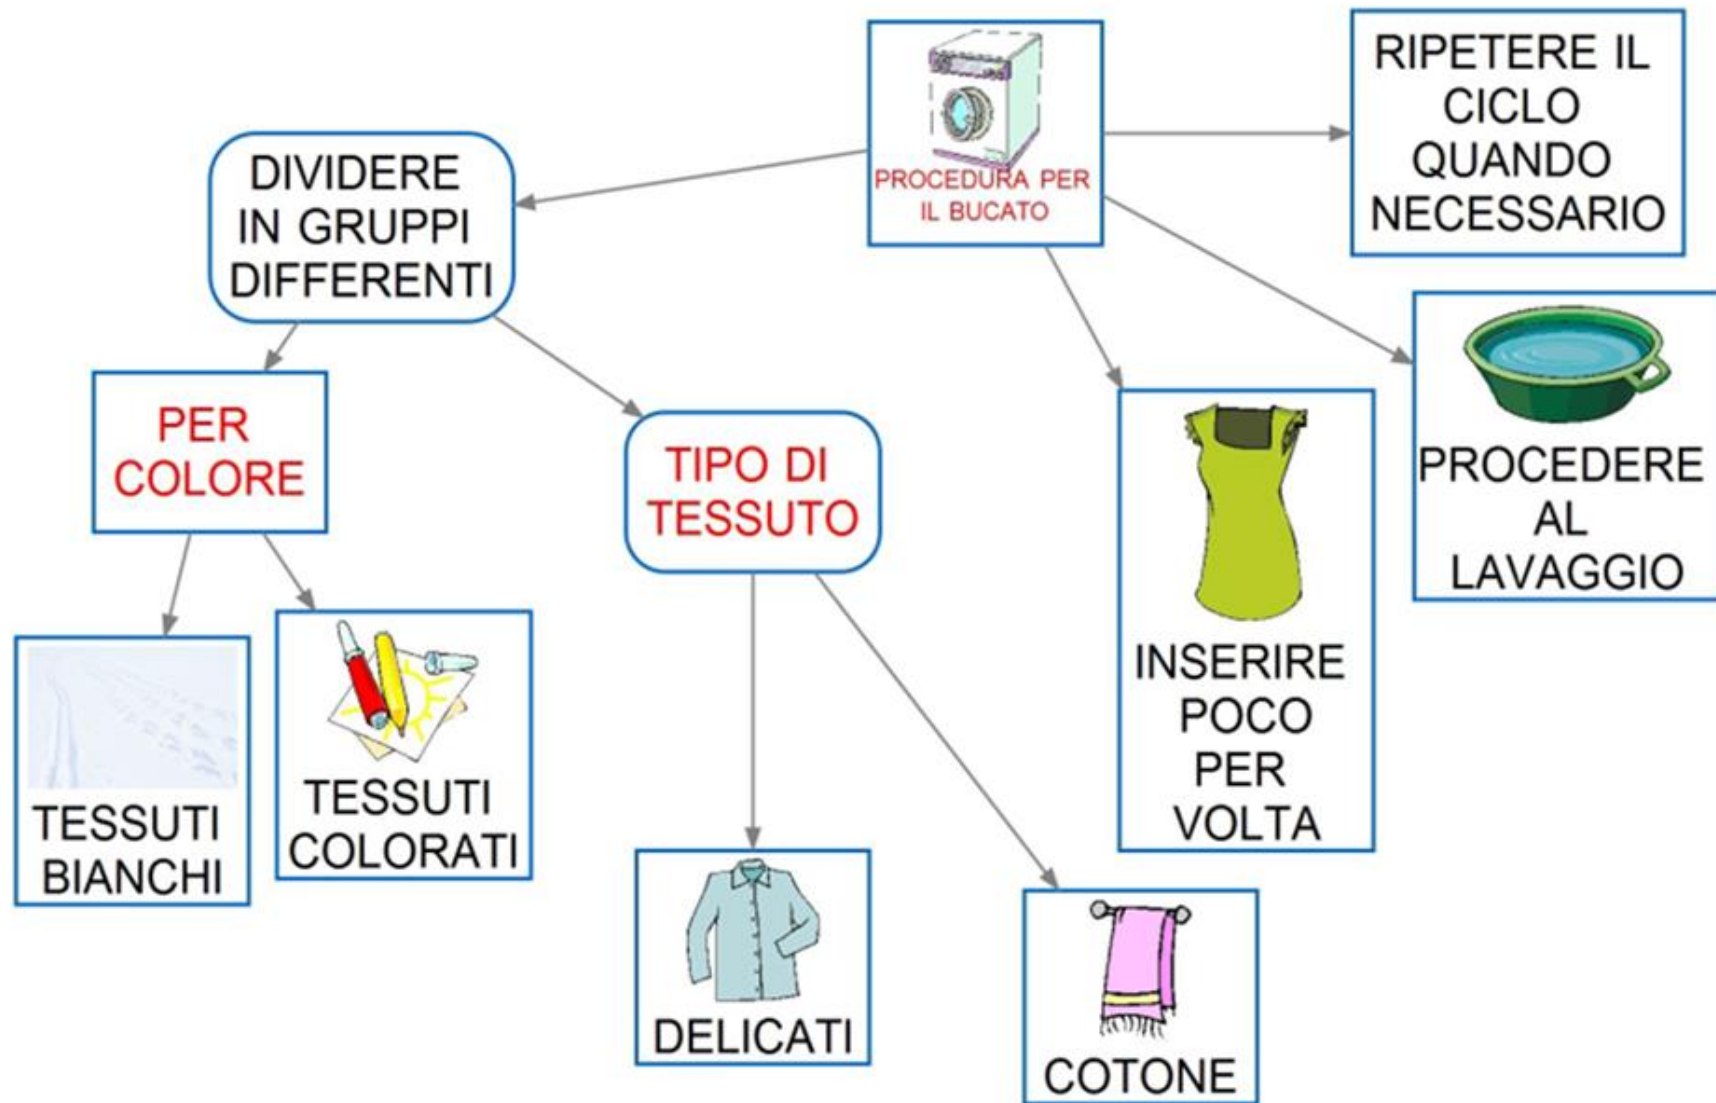 PROCEDURA PER
IL BUCATO
RIPETERE IL
CICLO
QUANDO
NECESSARIO
DIVIDERE
IN GRUPPI
DIFFERENTI
PROCEDERE
AL
LAVAGGIO
PER
COLORE
TIPO DI
TESSUTO
INSERIRE
POCO
PER
VOLTA
TESSUTI
BIANCHI
TESSUTI
COLORATI
DELICATI
COTONE